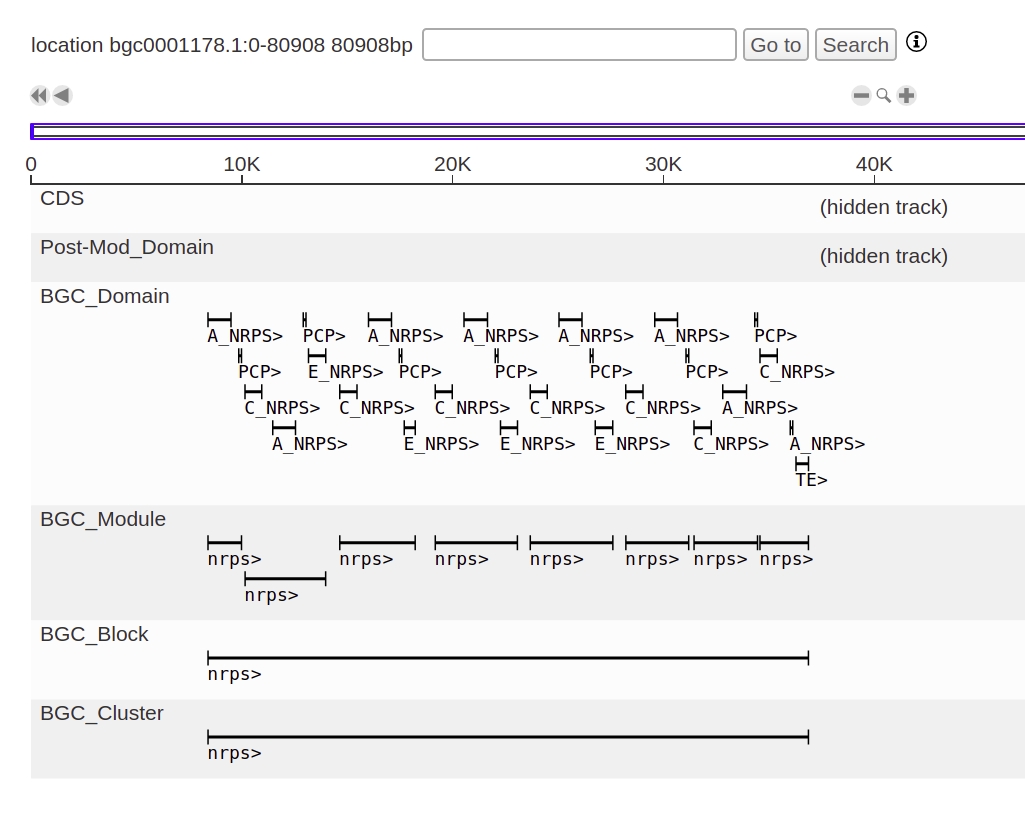 location bgc0001178.1:0-80908 80908bp Go to Search
0 10K 20K 30K 40K
CDS (hidden track)
Post-Mod_Domain (hidden track)
BGC_Domain
A_NRPS> PCP> A_NRPS> A_NRPS> A_NRPS> A_NRPS> PCP>
PCP> E_NRPS> PCP> PCP> PCP> PCP> C_NRPS>
C_NRPS> C_NRPS> C_NRPS> C_NRPS> C_NRPS> A_NRPS>
A_NRPS> E_NRPS> E_NRPS> E_NRPS> C_NRPS> A_NRPS>
TE>
BGC_Module
nrps> nrps> nrps> nrps> nrps> nrps> nrps>
nrps>
BGC_Block
nrps>
BGC_Cluster
nrps>